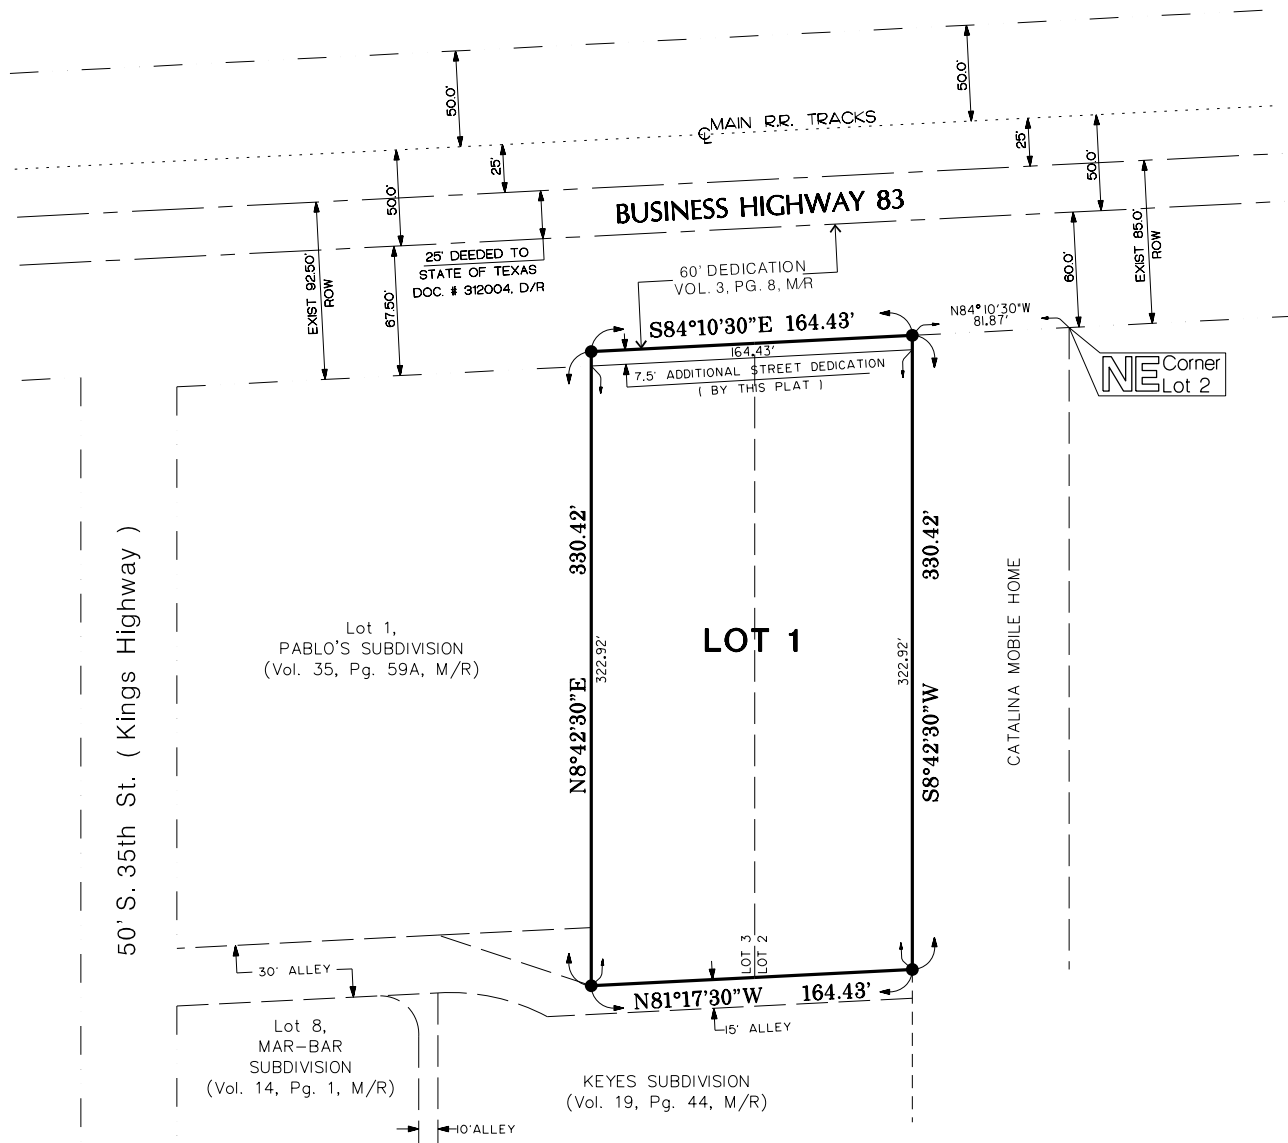 50.0'
50.0'
℄ MAIN R.R. TRACKS
50.0'
25'
25'
50.0'
BUSINESS HIGHWAY 83
EXIST 92.50'
ROW
67.50'
25' DEEDED TO
STATE OF TEXAS
DOC. # 312004, D/R
60' DEDICATION
VOL. 3, PG. 8, M/R
60.0'
EXIST 85.0'
ROW
S84°10'30"E 164.43'
N84°10'30"W
81.87'
164.43'
7.5' ADDITIONAL STREET DEDICATION
( BY THIS PLAT )
NE Corner
Lot 2
50' S. 35th St. ( Kings Highway )
Lot 1,
PABLO'S SUBDIVISION
(Vol. 35, Pg. 59A, M/R)
N8°42'30"E 330.42'
322.92'
LOT 1
322.92'
S8°42'30"W 330.42'
CATALINA MOBILE HOME
LOT 3
LOT 2
30' ALLEY
N81°17'30"W 164.43'
15' ALLEY
Lot 8,
MAR-BAR
SUBDIVISION
(Vol. 14, Pg. 1, M/R)
KEYES SUBDIVISION
(Vol. 19, Pg. 44, M/R)
10'ALLEY